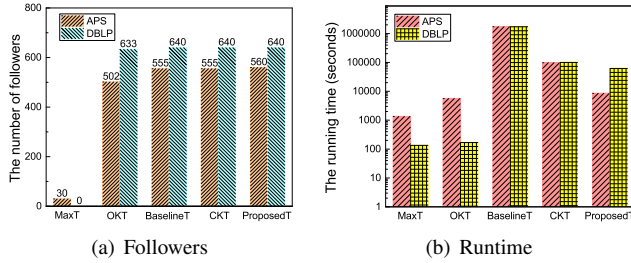 The number of followers
800
600
400
200
0
APS
DBLP
30
0
502
633
555
640
555
640
560
640
MaxT
OKT
BaselineT
CKT
ProposedT
(a) Followers
The running time (seconds)
1000000
100000
10000
1000
100
10
1
APS
DBLP
MaxT
OKT
BaselineT
CKT
ProposedT
(b) Runtime